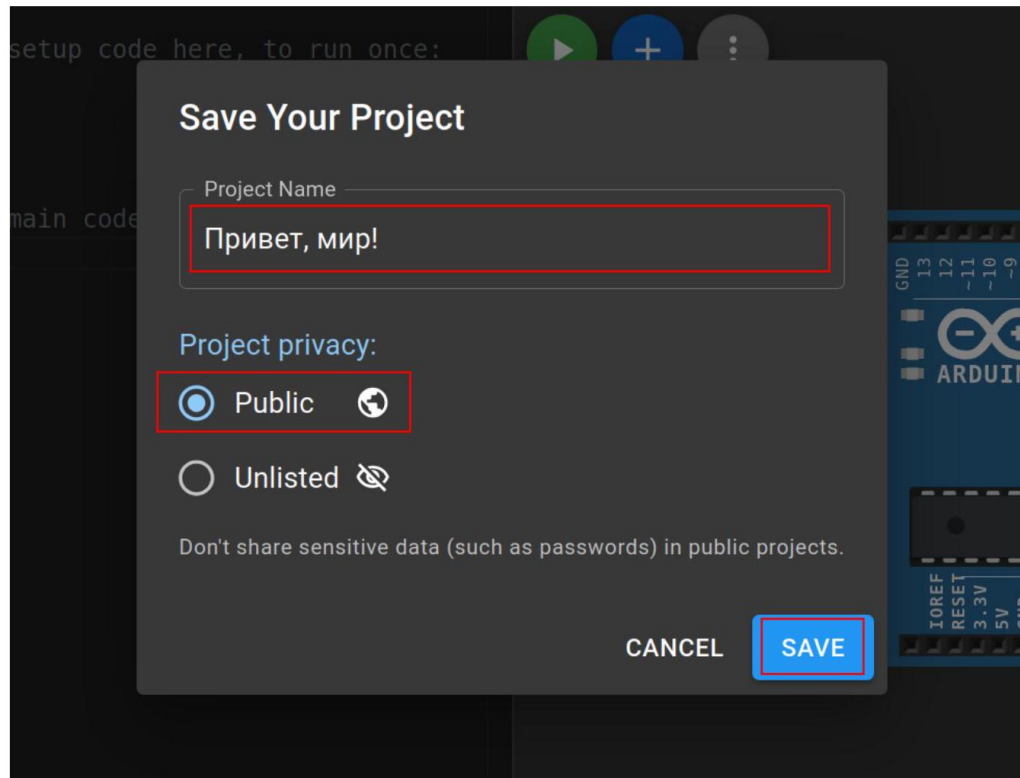 setup code here, to run once:
Save Your Project
Project Name
main code
Привет, мир!
GND
13
12
~11
~10
~9
Project privacy:
Public
ARDUI
Unlisted
Don't share sensitive data (such as passwords) in public projects.
IOREF
RESET
3.3V
5V
CANCEL
SAVE